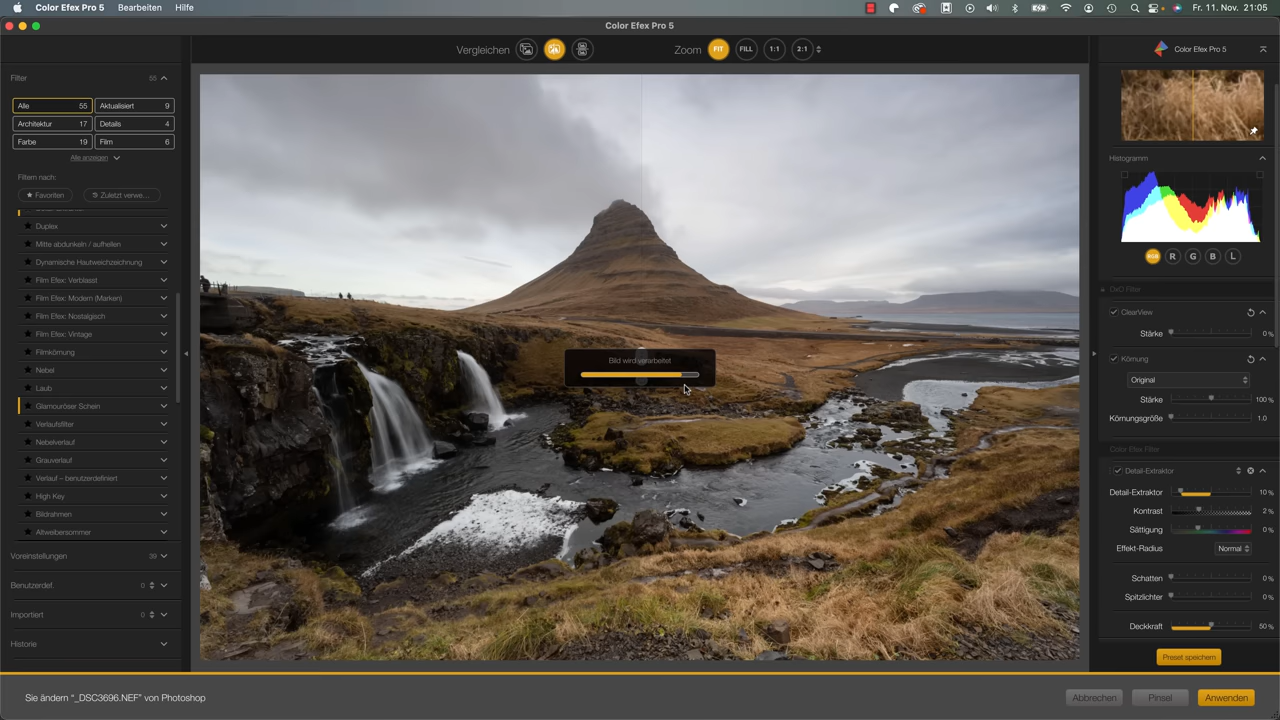 Color Efex Pro 5 Bearbeiten Hilfe Fr. 11. Nov. 21:05
Color Efex Pro 5
Vergleichen Zoom FIT FILL 1:1 2:1
Color Efex Pro 5
Filter 55
Alle 55 Aktualisiert 9
Architektur 17 Details 4
Farbe 19 Film 6
Alle anzeigen
Filtern nach:
Favoriten Zuletzt verwe...
Duplex
Mitte abdunkeln / aufhellen
Dynamische Hautweichzeichnung
Film Efex: Verblasst
Film Efex: Modern (Marken)
Film Efex: Nostalgisch
Film Efex: Vintage
Filmkörnung
Nebel
Laub
Glamouröser Schein
Verlaufsfilter
Nebelverlauf
Grauverlauf
Verlauf – benutzerdefiniert
High Key
Bildrahmen
Altweibersommer
Voreinstellungen 39
Benutzerdef. 0
Importiert 0
Historie
Bild wird verarbeitet
Histogramm
RGB R G B L
DxO Filter
ClearView
Stärke 0 %
Körnung
Original
Stärke 100 %
Körnungsgröße 1.0
Color Efex Filter
Detail-Extraktor
Detail-Extraktor 10 %
Kontrast 2 %
Sättigung 0 %
Effekt-Radius Normal
Schatten 0 %
Spitzlichter 0 %
Deckkraft 50 %
Preset speichern
Sie ändern "_DSC3696.NEF" von Photoshop
Abbrechen Pinsel Anwenden